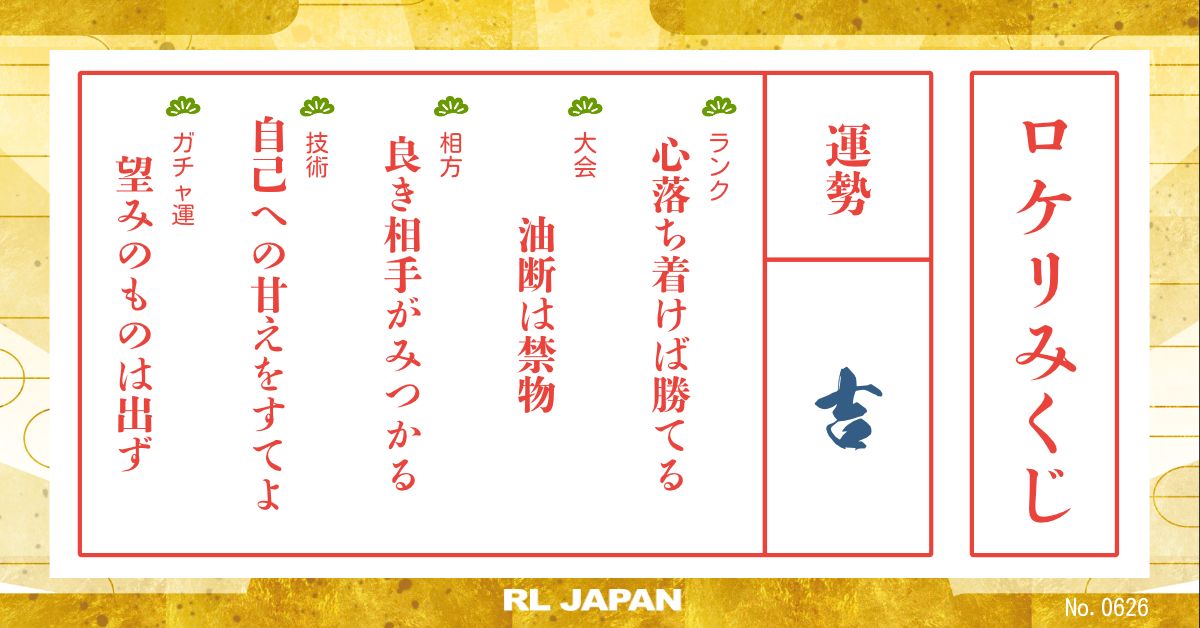 ロケリみくじ
運勢
吉
ランク
心落ち着けば勝てる
大会
油断は禁物
相方
良き相手がみつかる
技術
自己への甘えをすてよ
ガチャ運
望みのものは出ず
RL JAPAN
No. 0626